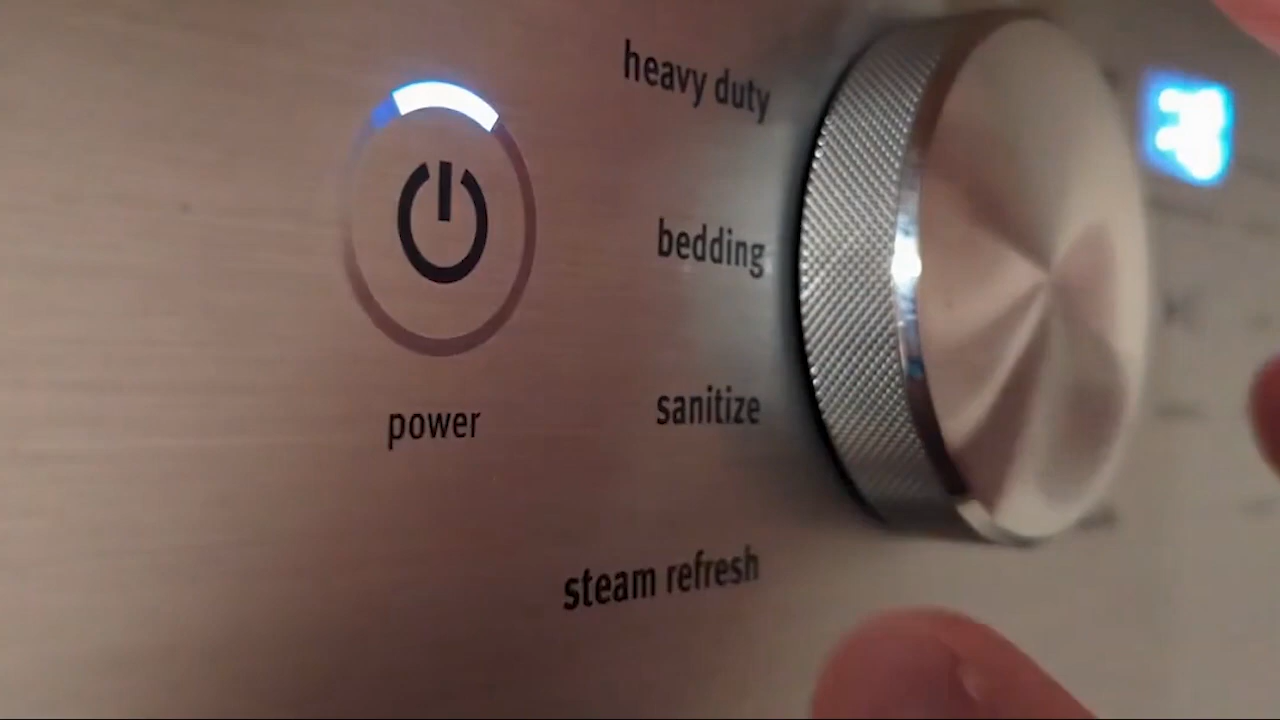 heavy duty
bedding
sanitize
power
steam refresh